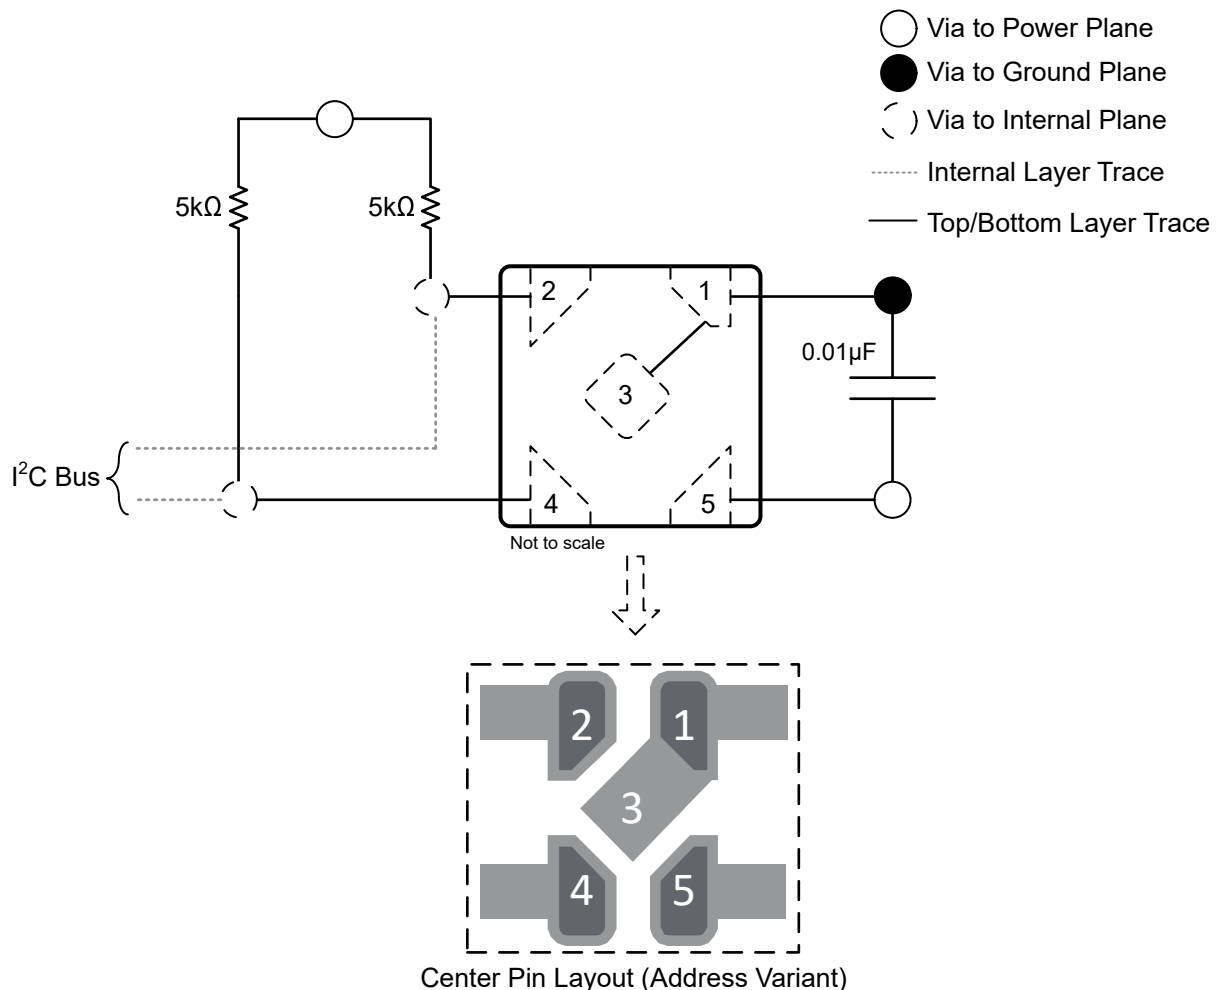 Via to Power Plane
Via to Ground Plane
Via to Internal Plane
Internal Layer Trace
Top/Bottom Layer Trace
5kΩ
5kΩ
2
1
0.01µF
3
I²C Bus
4
5
Not to scale
2
1
3
4
5
Center Pin Layout (Address Variant)